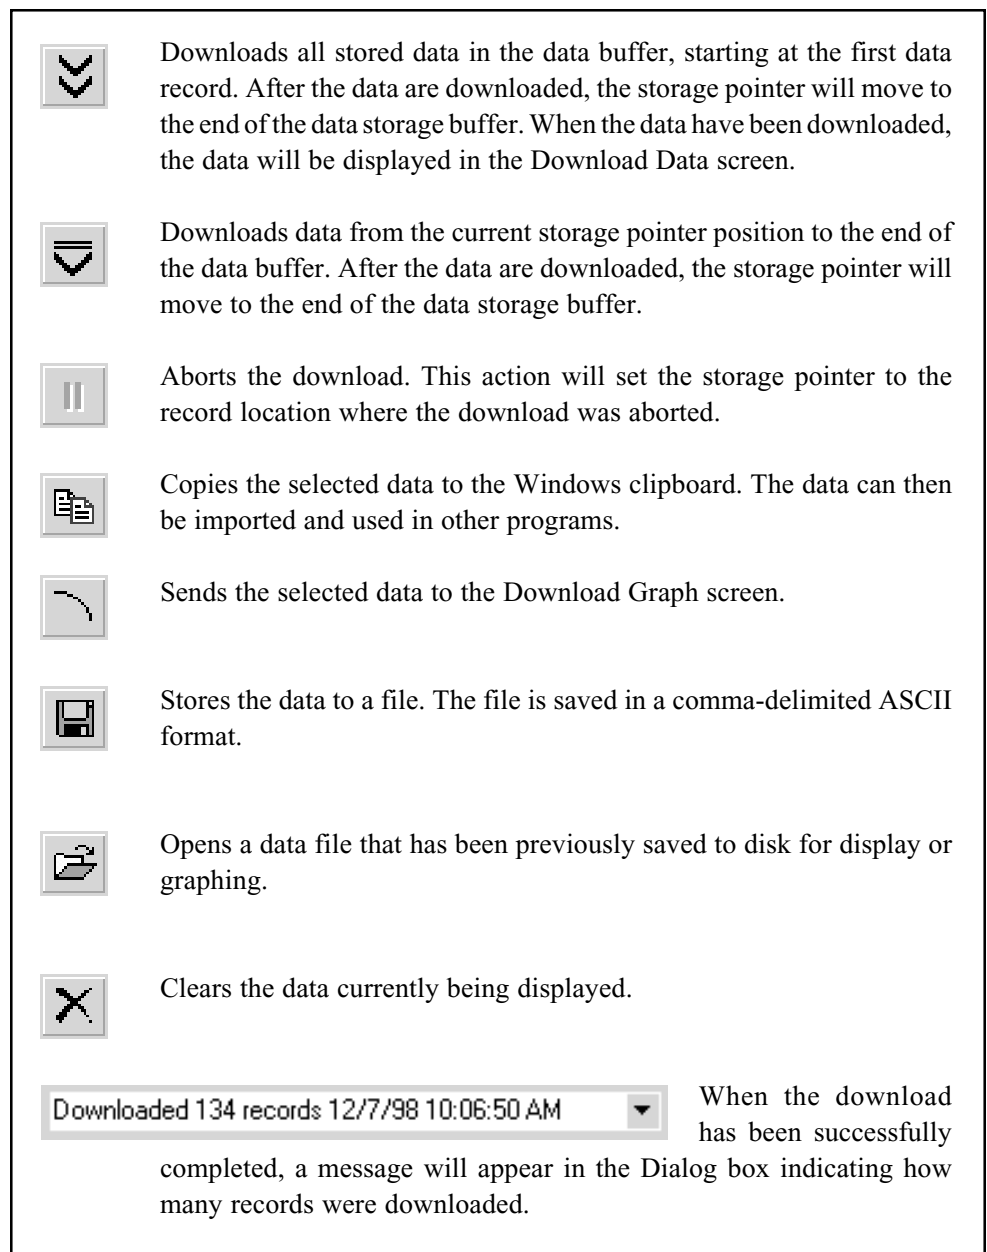 Downloads all stored data in the data buffer, starting at the first data
record. After the data are downloaded, the storage pointer will move to
the end of the data storage buffer. When the data have been downloaded,
the data will be displayed in the Download Data screen.
Downloads data from the current storage pointer position to the end of
the data buffer. After the data are downloaded, the storage pointer will
move to the end of the data storage buffer.
Aborts the download. This action will set the storage pointer to the
record location where the download was aborted.
Copies the selected data to the Windows clipboard. The data can then
be imported and used in other programs.
Sends the selected data to the Download Graph screen.
Stores the data to a file. The file is saved in a comma-delimited ASCII
format.
Opens a data file that has been previously saved to disk for display or
graphing.
Clears the data currently being displayed.
Downloaded 134 records 12/7/98 10:06:50 AM
When the download
has been successfully
completed, a message will appear in the Dialog box indicating how
many records were downloaded.